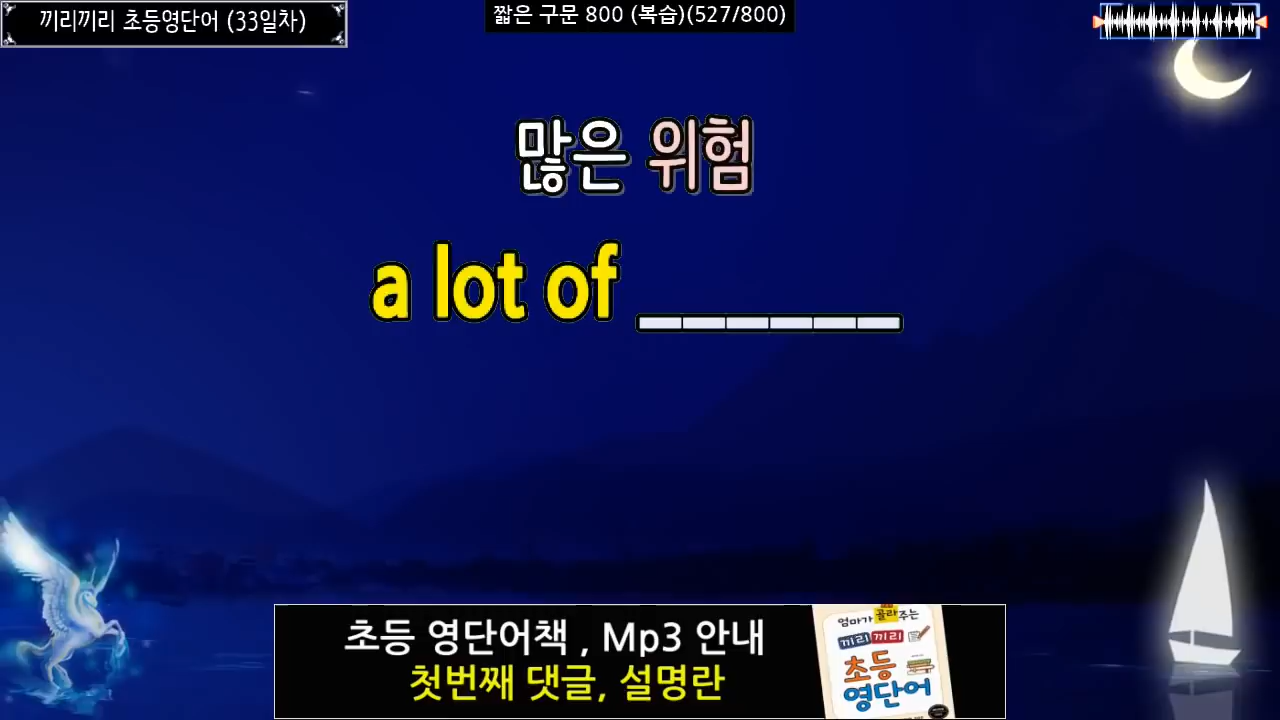 끼리끼리 초등영단어 (33일차)
짧은 구문 800 (복습)(527/800)
많은 위험
a lot of ______
초등 영단어책 , Mp3 안내
첫번째 댓글, 설명란
엄마가 골라주는
끼리끼리
초등
영단어